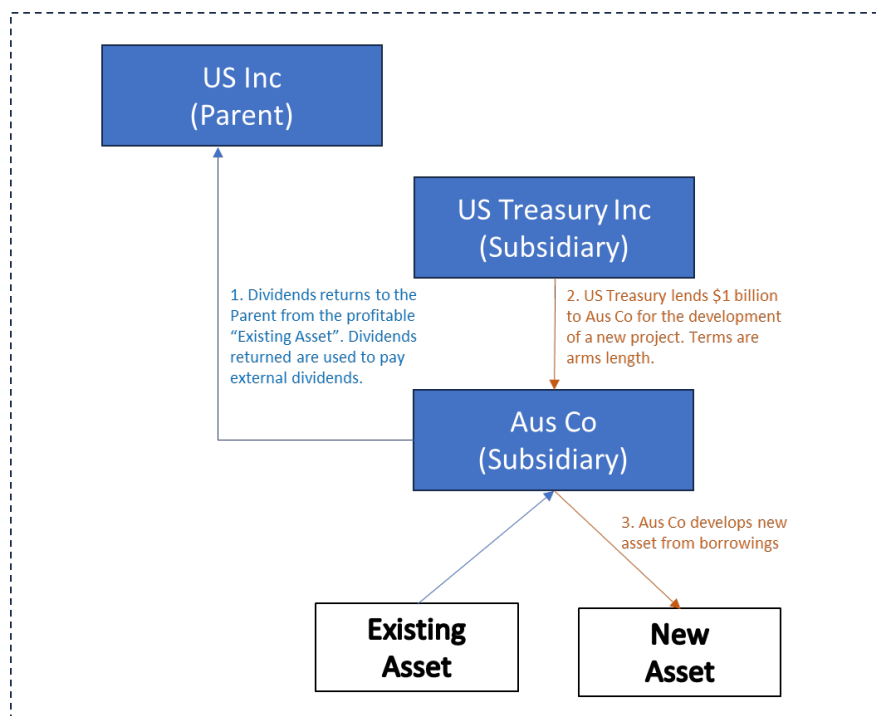 US Inc
(Parent)
US Treasury Inc
(Subsidiary)
1. Dividends returns to the
Parent from the profitable
“Existing Asset”. Dividends
returned are used to pay
external dividends.
2. US Treasury lends $1 billion
to Aus Co for the development
of a new project. Terms are
arms length.
Aus Co
(Subsidiary)
3. Aus Co develops new
asset from borrowings
Existing
Asset
New
Asset